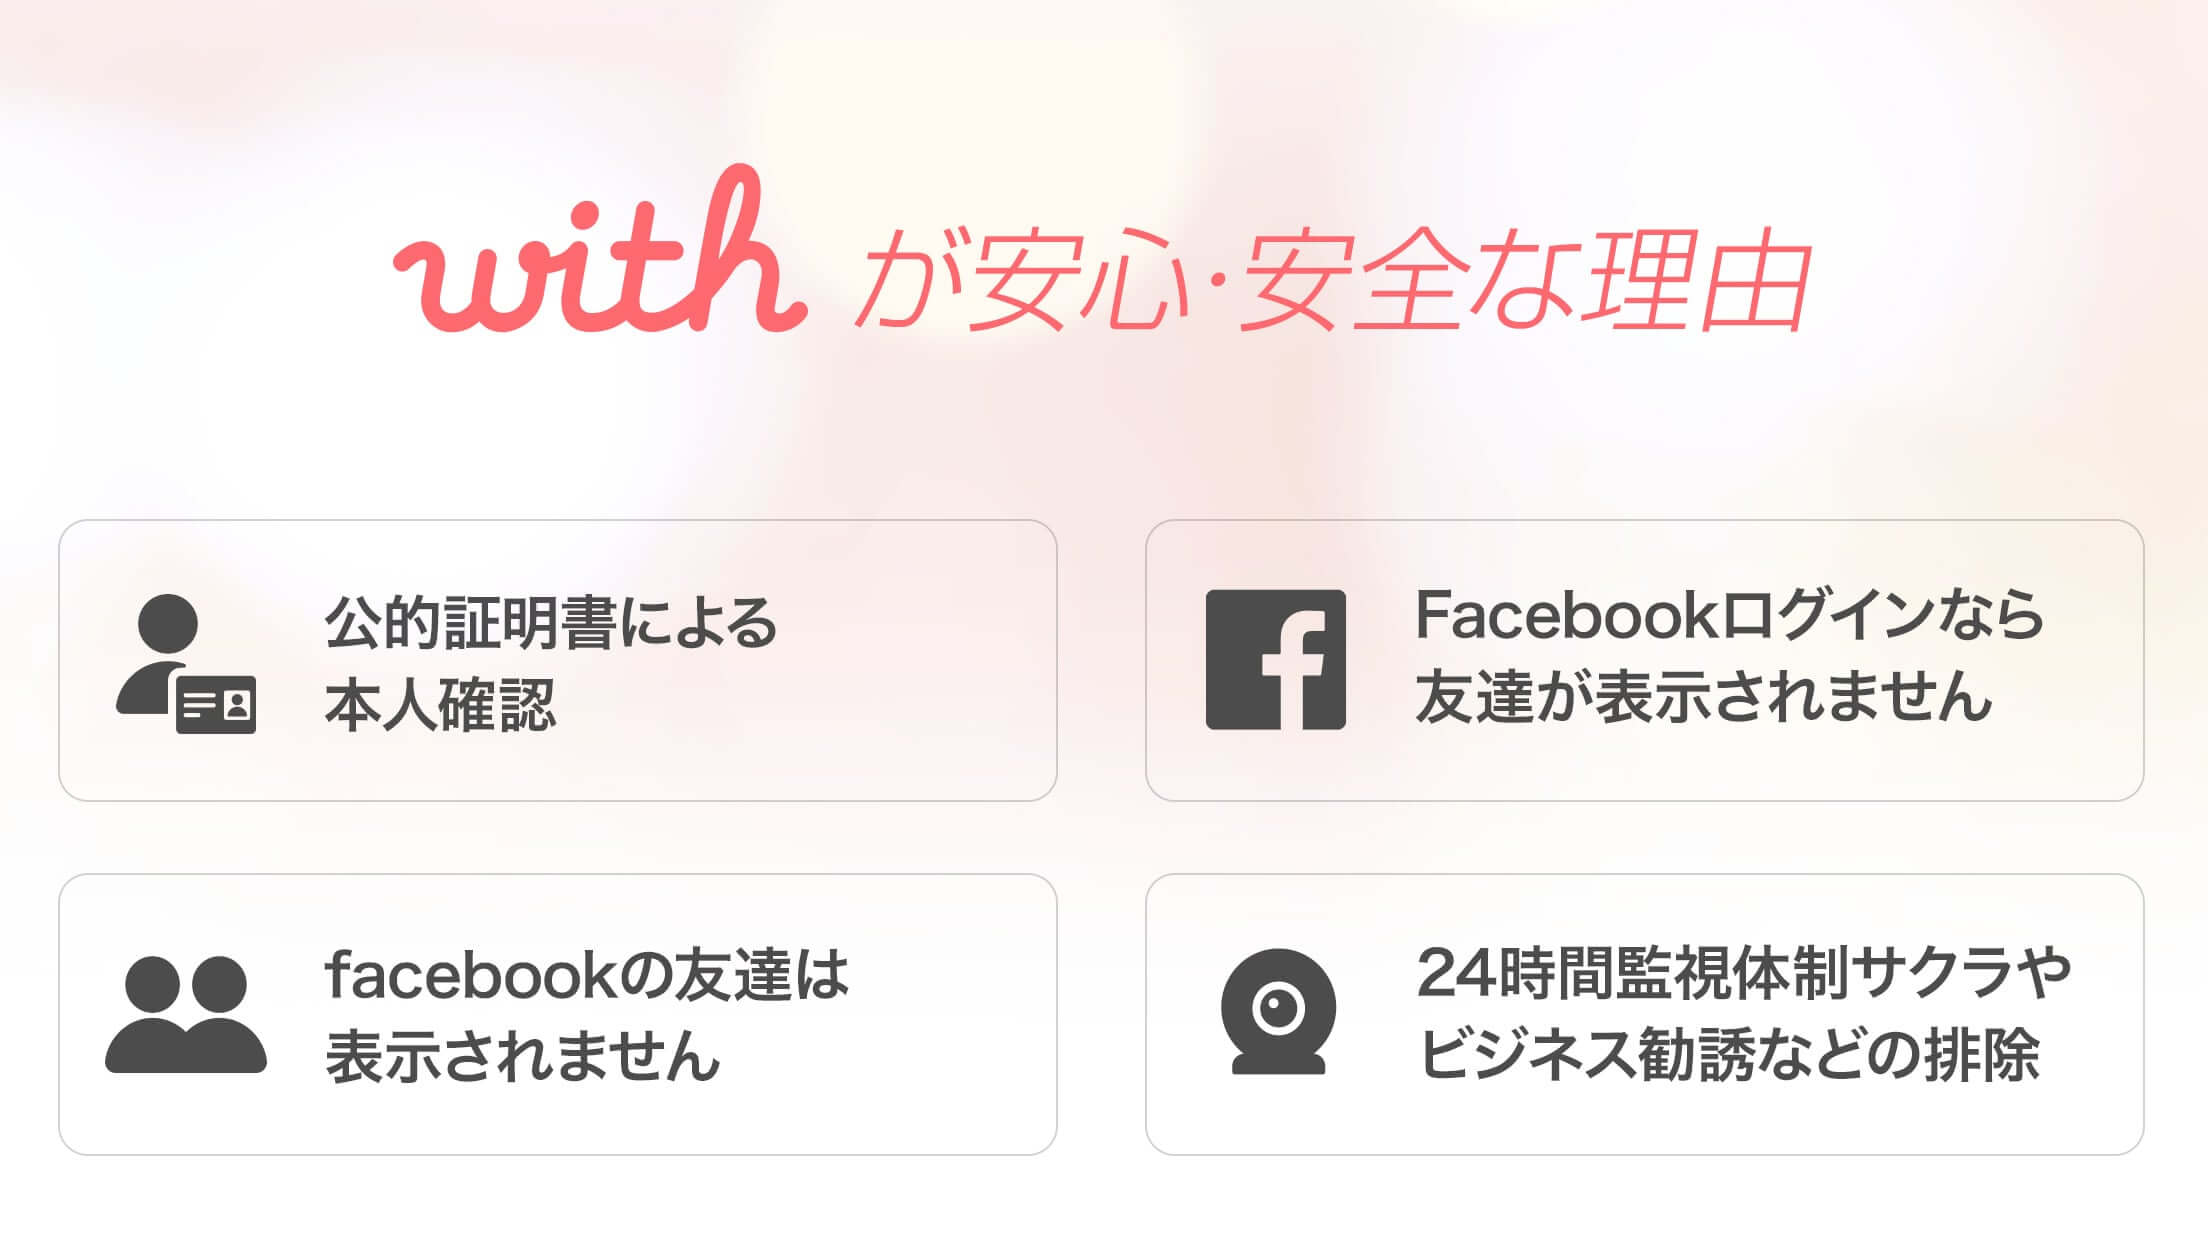 with が安心・安全な理由
公的証明書による
本人確認
Facebookログインなら
友達が表示されません
facebookの友達は
表示されません
24時間監視体制サクラや
ビジネス勧誘などの排除